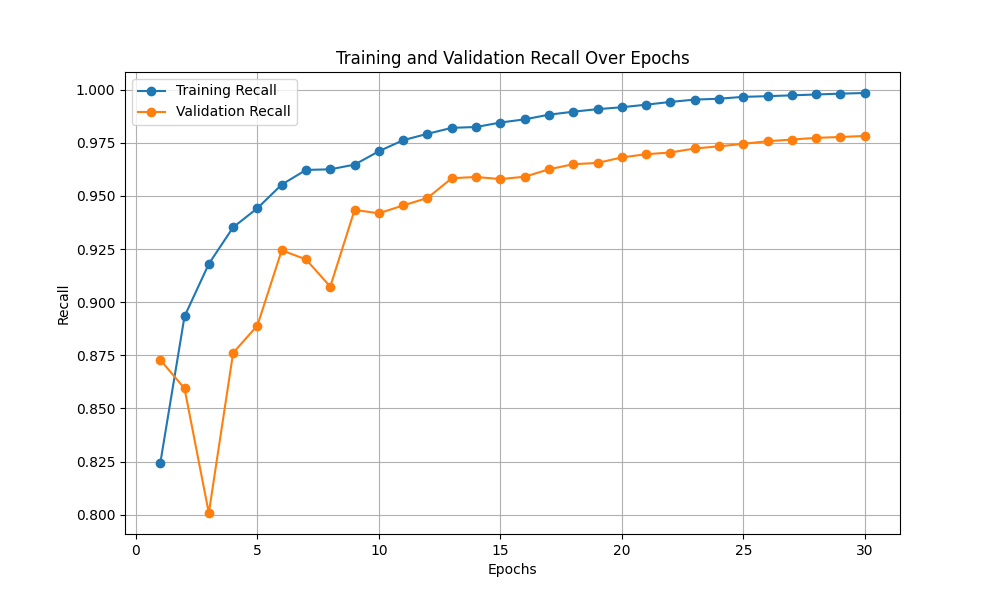 Training and Validation Recall Over Epochs
Training Recall
Validation Recall
1.000
0.975
0.950
0.925
0.900
0.875
0.850
0.825
0.800
Recall
0 5 10 15 20 25 30
Epochs